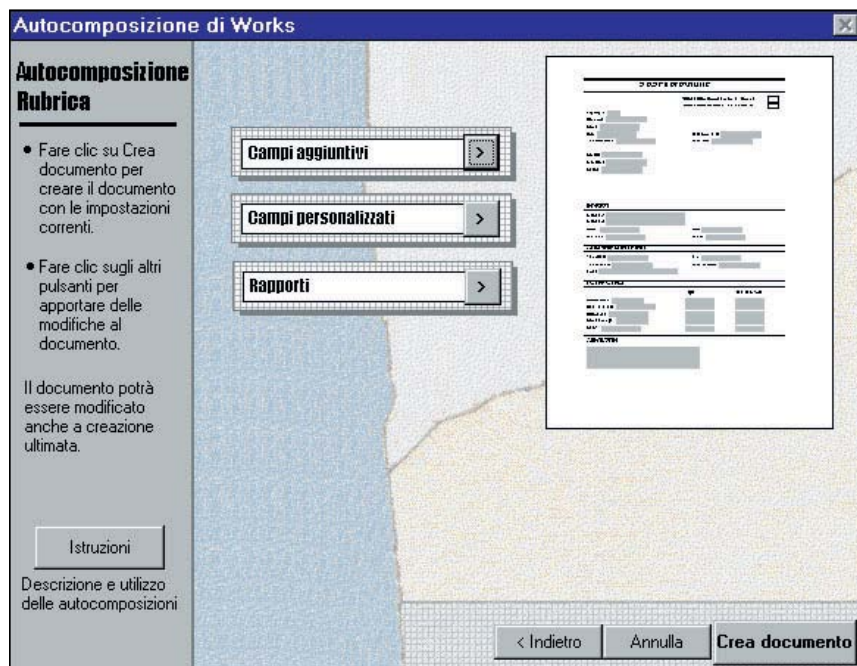 Autocomposizione di Works
Autocomposizione
Rubrica
Fare clic su Crea
documento per
creare il documento
con le impostazioni
correnti.
Fare clic sugli altri
pulsanti per
apportare delle
modifiche al
documento.
Il documento potrà
essere modificato
anche a creazione
ultimata.
Istruzioni
Descrizione e utilizzo
delle autocomposizioni
Campi aggiuntivi >
Campi personalizzati >
Rapporti >
< Indietro
Annulla
Crea documento